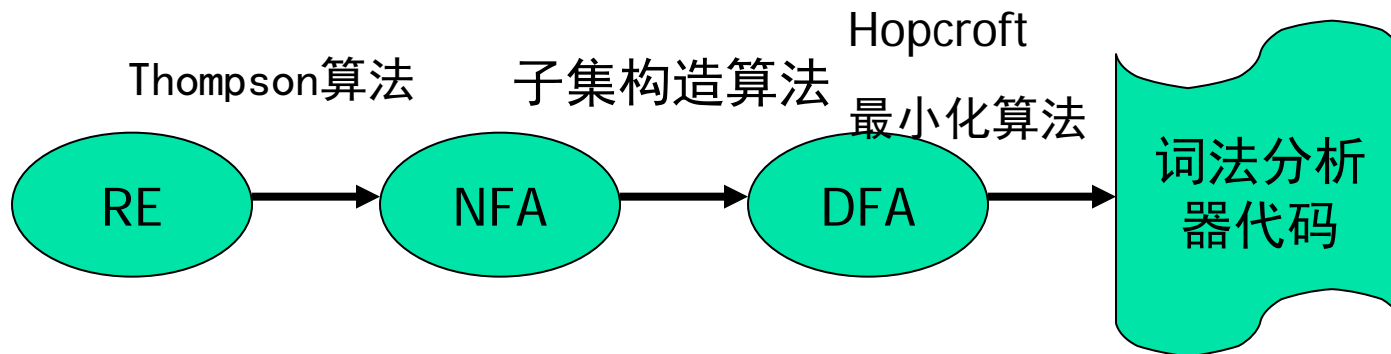 Thompson算法
子集构造算法
Hopcroft
最小化算法
RE
NFA
DFA
词法分析
器代码